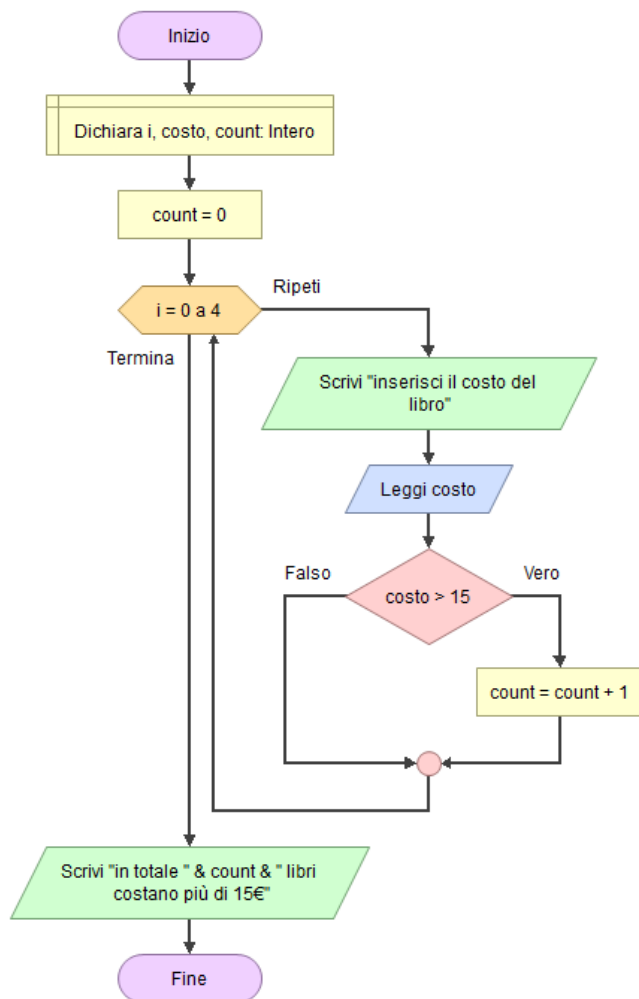 Inizio
Dichiara i, costo, count: Intero
count = 0
Ripeti
i = 0 a 4
Termina
Scrivi "inserisci il costo del
libro"
Leggi costo
Falso
Vero
costo > 15
count = count + 1
Scrivi "in totale " & count & " libri
costano più di 15€"
Fine